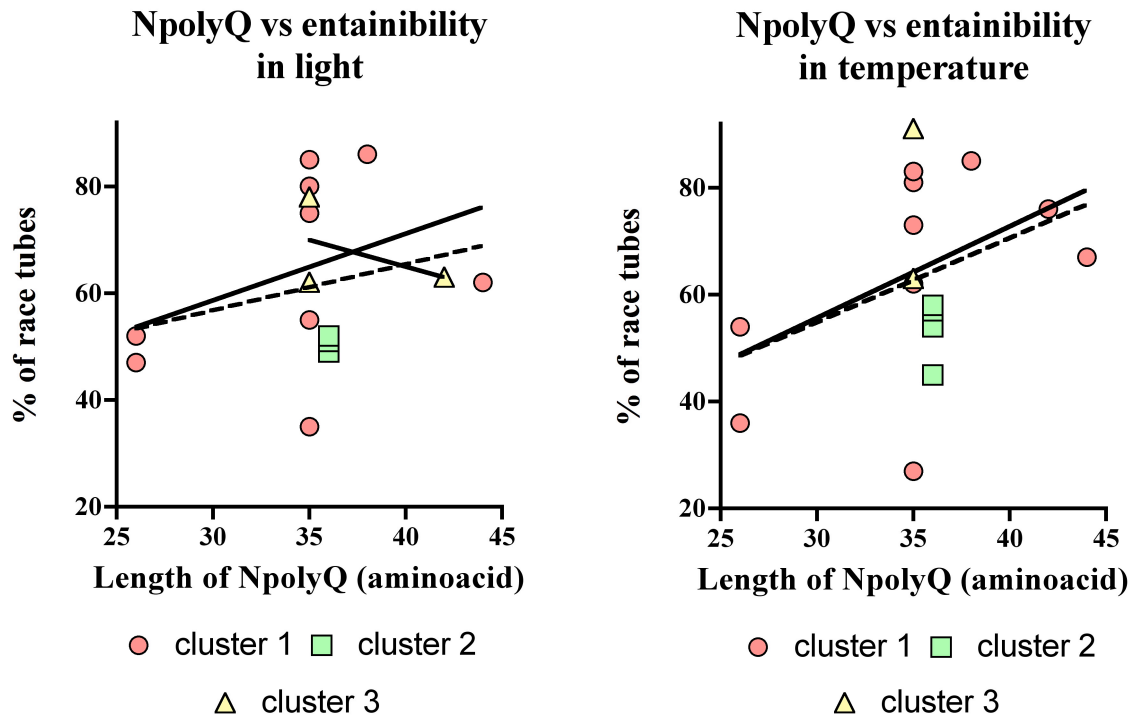 NpolyQ vs entainibility
in light
% of race tubes
80
60
40
20
25 30 35 40 45
Length of NpolyQ (aminoacid)
cluster 1 cluster 2
cluster 3
NpolyQ vs entainibility
in temperature
% of race tubes
80
60
40
20
25 30 35 40 45
Length of NpolyQ (aminoacid)
cluster 1 cluster 2
cluster 3